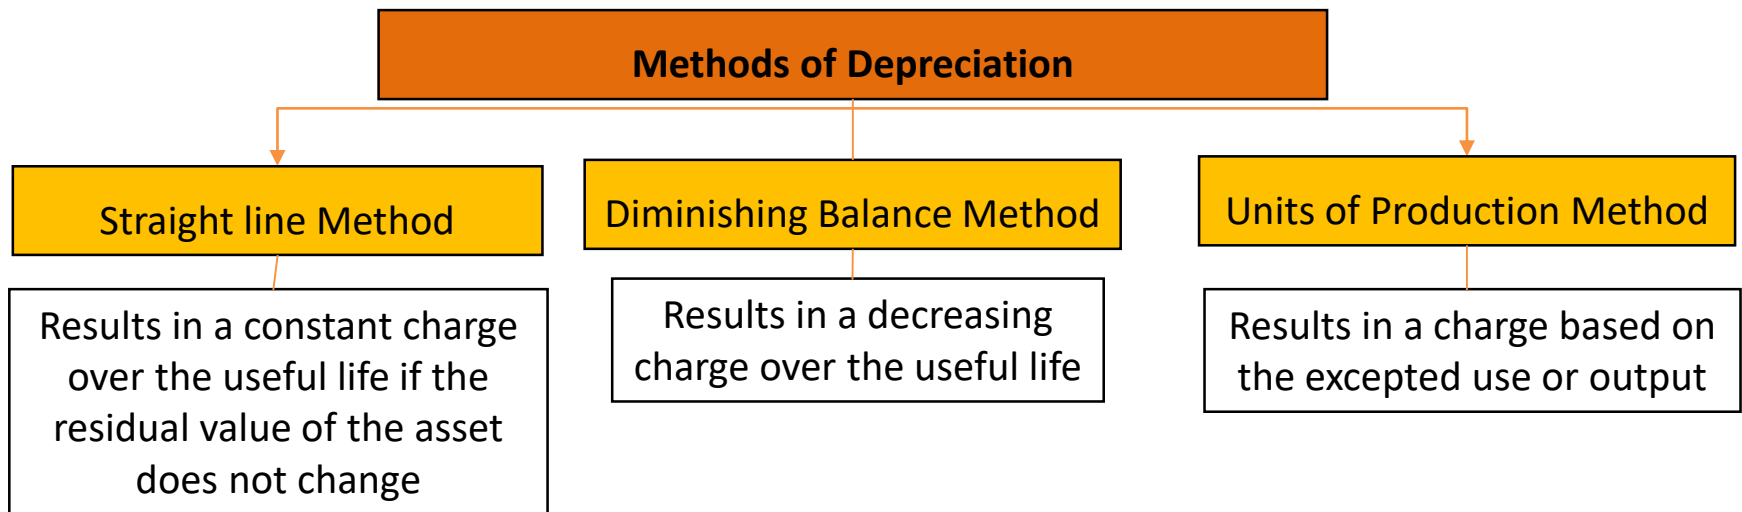 Methods of Depreciation
Straight line Method
Diminishing Balance Method
Units of Production Method
Results in a constant charge
over the useful life if the
residual value of the asset
does not change
Results in a decreasing
charge over the useful life
Results in a charge based on
the excepted use or output